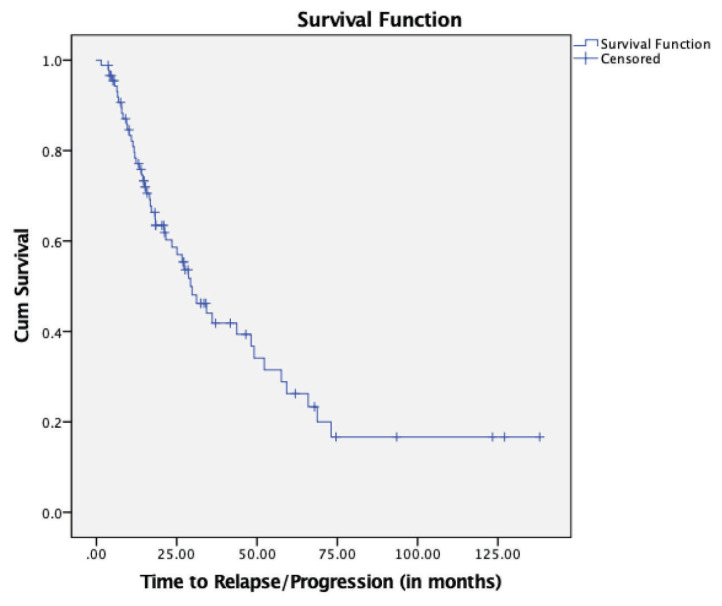 Survival Function
Survival Function
Censored
1.0
0.8
0.6
0.4
0.2
0.0
Cum Survival
.00 25.00 50.00 75.00 100.00 125.00
Time to Relapse/Progression (in months)